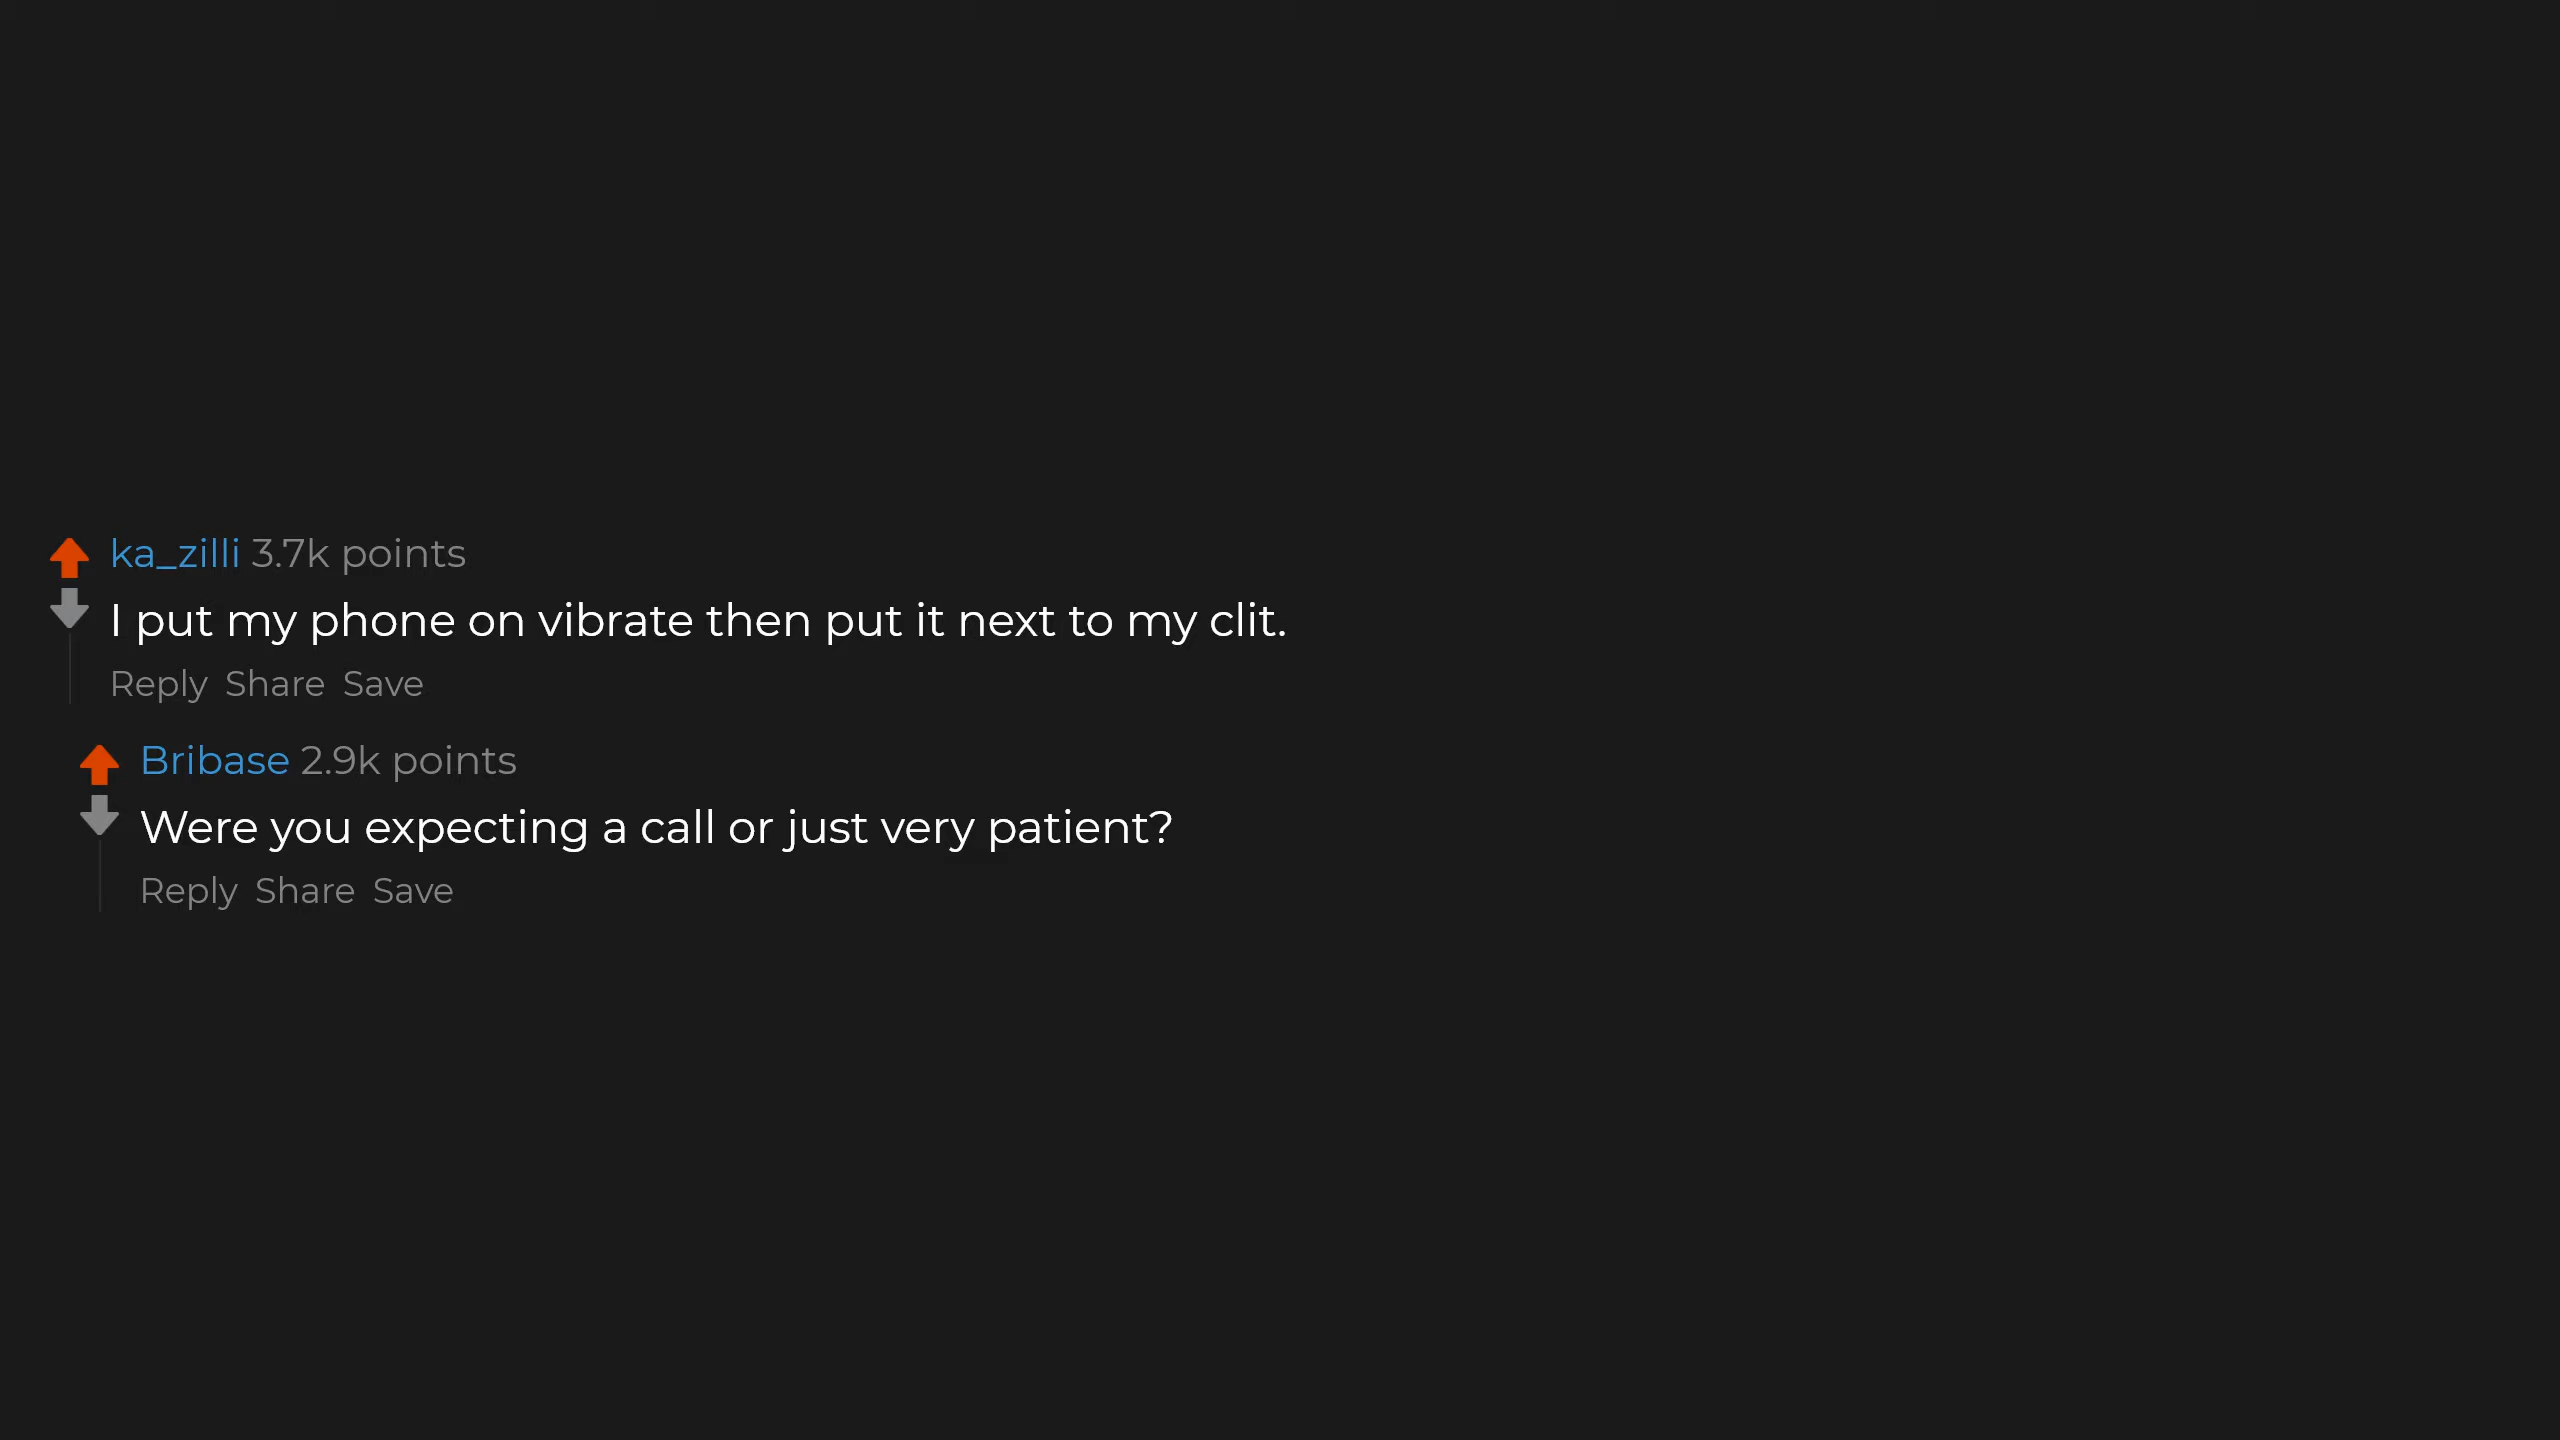 ka_zilli 3.7k points
I put my phone on vibrate then put it next to my clit.
Reply Share Save
Bribase 2.9k points
Were you expecting a call or just very patient?
Reply Share Save